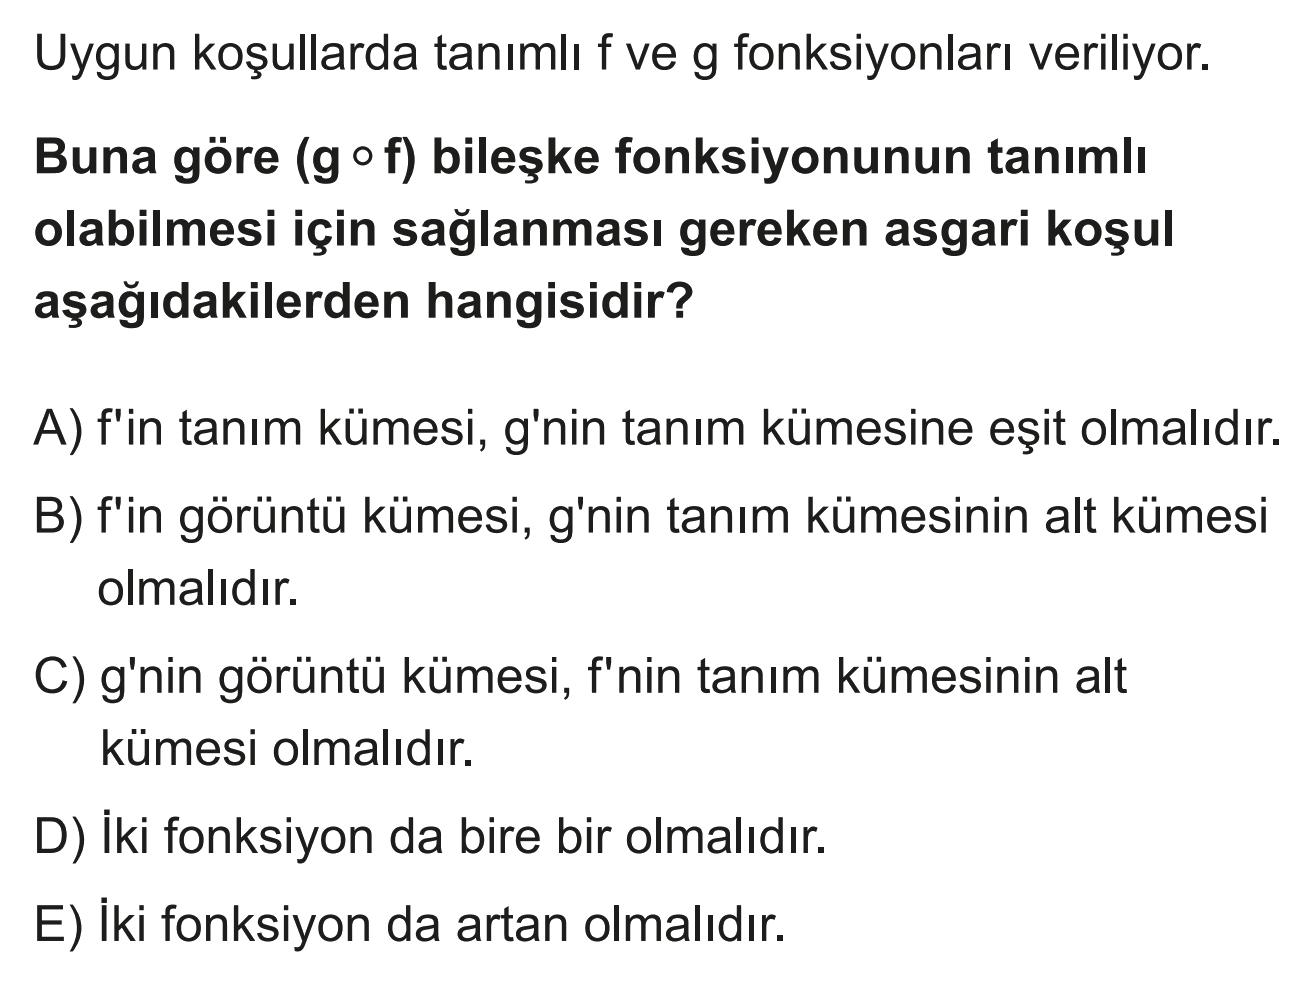 Uygun koşullarda tanımlı f ve g fonksiyonları veriliyor.
Buna göre (g∘f) bileşke fonksiyonunun tanımlı
olabilmesi için sağlanması gereken asgari koşul
aşağıdakilerden hangisidir?
A) f'in tanım kümesi, g'nin tanım kümesine eşit olmalıdır.
B) f'in görüntü kümesi, g'nin tanım kümesinin alt kümesi
olmalıdır.
C) g'nin görüntü kümesi, f'nin tanım kümesinin alt
kümesi olmalıdır.
D) İki fonksiyon da bire bir olmalıdır.
E) İki fonksiyon da artan olmalıdır.